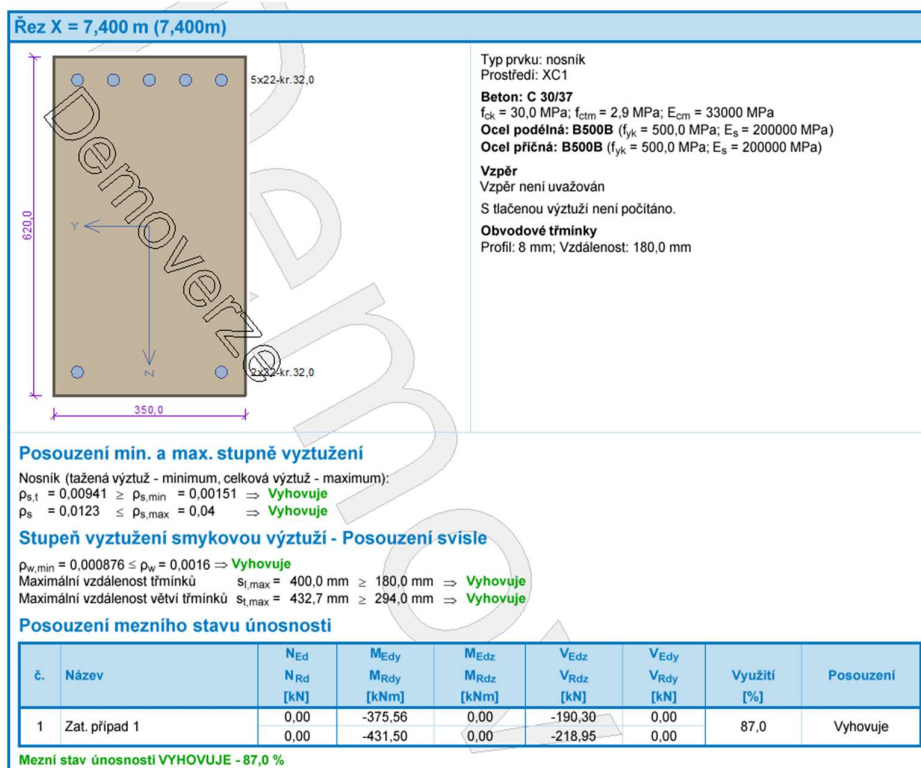 Řez X = 7,400 m (7,400m)
5x22-kr.32,0
2x22-kr.32,0
620,0
350,0
Y
Z
Demoverze
Typ prvku: nosník
Prostředí: XC1
Beton: C 30/37
fck = 30,0 MPa; fctm = 2,9 MPa; Ecm = 33000 MPa
Ocel podélná: B500B (fyk = 500,0 MPa; Es = 200000 MPa)
Ocel příčná: B500B (fyk = 500,0 MPa; Es = 200000 MPa)
Vzpěr
Vzpěr není uvažován
S tlačenou výztuží není počítáno.
Obvodové třmínky
Profil: 8 mm; Vzdálenost: 180,0 mm
Posouzení min. a max. stupně vyztužení
Nosník (tažená výztuž - minimum, celková výztuž - maximum):
ρs,t = 0,00941 ≥ ρs,min = 0,00151 ⇒ Vyhovuje
ρs = 0,0123 ≤ ρs,max = 0,04 ⇒ Vyhovuje
Stupeň vyztužení smykovou výztuží - Posouzení svisle
ρw,min = 0,000876 ≤ ρw = 0,0016 ⇒ Vyhovuje
Maximální vzdálenost třmínků sl,max = 400,0 mm ≥ 180,0 mm ⇒ Vyhovuje
Maximální vzdálenost větví třmínků st,max = 432,7 mm ≥ 294,0 mm ⇒ Vyhovuje
Posouzení mezního stavu únosnosti
č. Název NEd MEdy MEdz VEdz VEdy Využití Posouzení
NRd MRdy MRdz VRdz VRdy
[kN] [kNm] [kNm] [kN] [kN] [%]
1 Zat. případ 1 0,00 -375,56 0,00 -190,30 0,00 87,0 Vyhovuje
0,00 -431,50 0,00 -218,95 0,00
Mezní stav únosnosti VYHOVUJE - 87,0 %